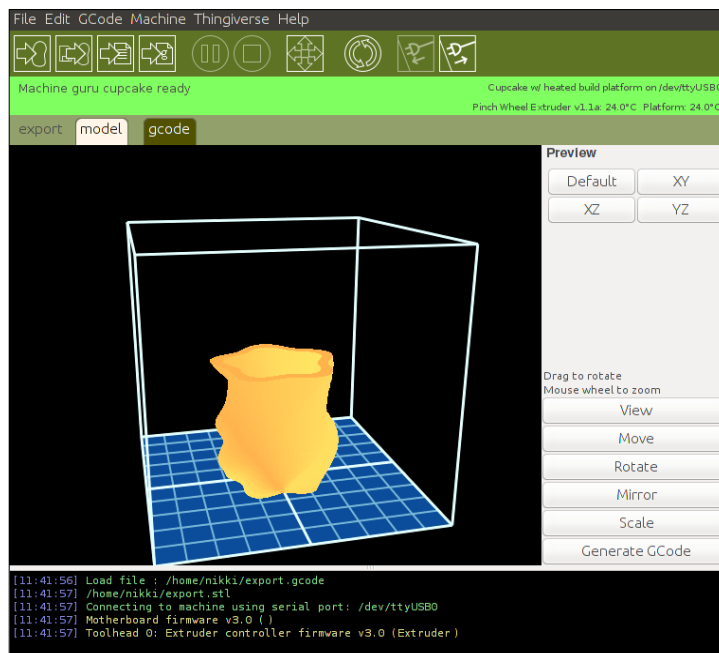 File Edit GCode Machine Thingiverse Help
Machine guru cupcake ready
Cupcake w/ heated build platform on /dev/ttyUSB0
Pinch Wheel Extruder v1.1a: 24.0°C Platform: 24.0°C
export model gcode
Preview
Default XY
XZ YZ
Drag to rotate
Mouse wheel to zoom
View
Move
Rotate
Mirror
Scale
Generate GCode
[11:41:56] Load file : /home/nikki/export.gcode
[11:41:57] /home/nikki/export.stl
[11:41:57] Connecting to machine using serial port: /dev/ttyUSB0
[11:41:57] Motherboard firmware v3.0 ( )
[11:41:57] Toolhead 0: Extruder controller firmware v3.0 (Extruder )